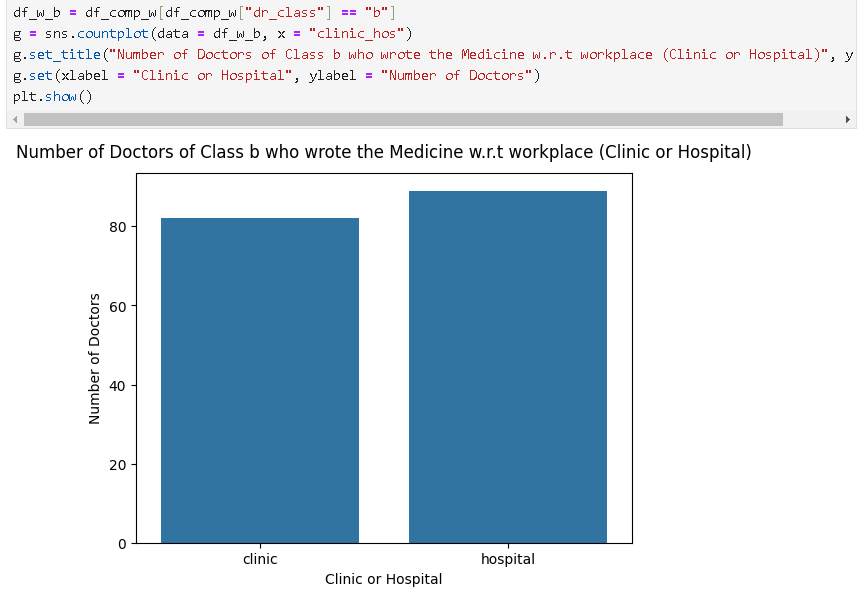 df_w_b = df_comp_w[df_comp_w["dr_class"] == "b"]
g = sns.countplot(data = df_w_b, x = "clinic_hos")
g.set_title("Number of Doctors of Class b who wrote the Medicine w.r.t workplace (Clinic or Hospital)", y
g.set(xlabel = "Clinic or Hospital", ylabel = "Number of Doctors")
plt.show()
Number of Doctors of Class b who wrote the Medicine w.r.t workplace (Clinic or Hospital)
80
60
40
20
0
Number of Doctors
clinic hospital
Clinic or Hospital